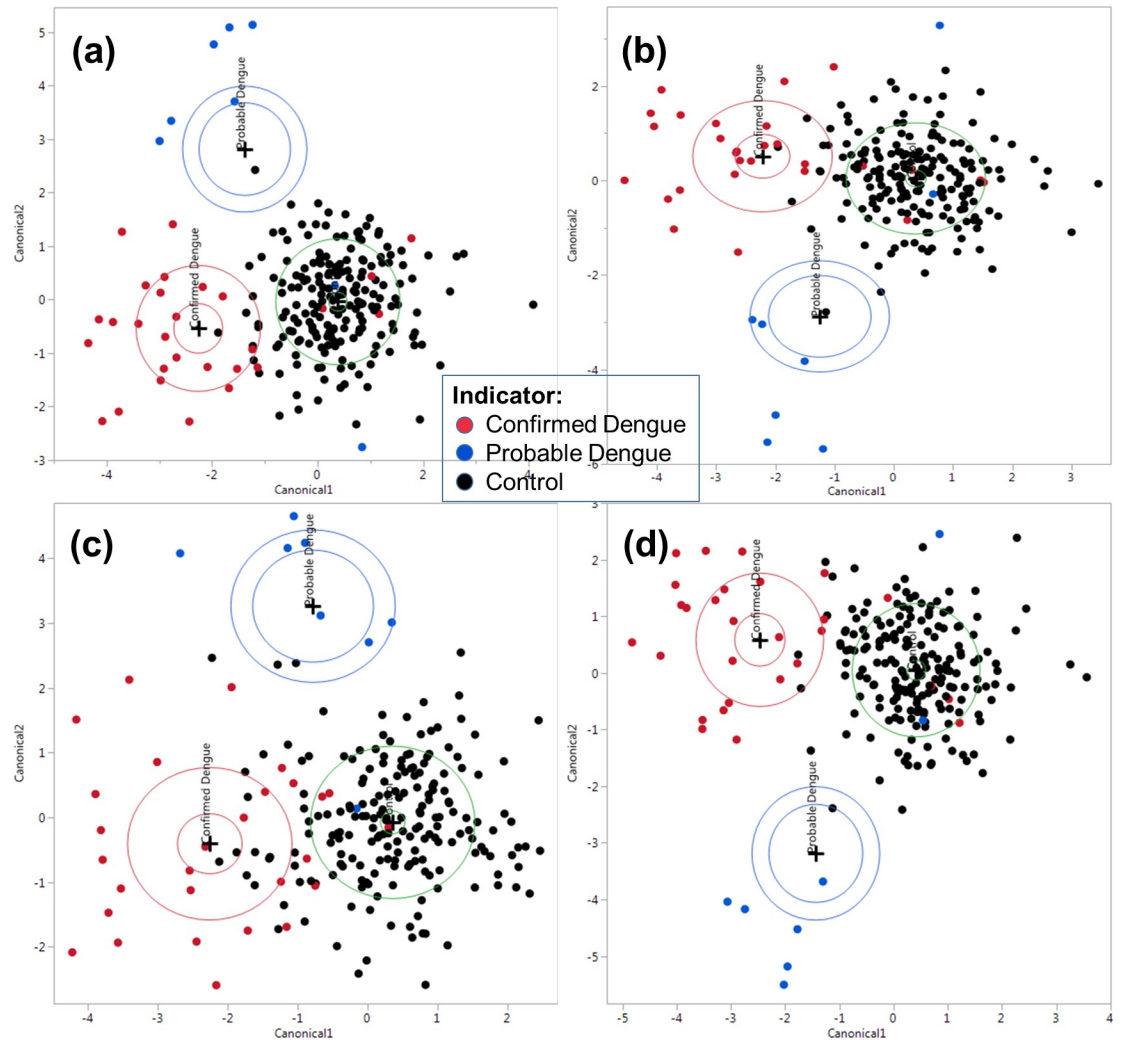 (a)
5
4
3
2
1
0
-1
-2
-3
Canonical2
-4
-2
0
2
4
Canonical1
Probable Dengue
Confirmed Dengue
(b)
2
0
-2
-4
-6
Canonical2
-3
-2
-1
0
1
2
3
Canonical1
Confirmed Dengue
Probable Dengue
Indicator:
Confirmed Dengue
Probable Dengue
Control
(c)
4
3
2
1
0
-1
-2
Canonical2
-4
-3
-2
-1
0
1
2
Canonical1
Probable Dengue
Confirmed Dengue
Control
(d)
3
2
1
0
-1
-2
-3
-4
-5
Canonical2
-5
-4
-3
-2
-1
0
1
2
3
4
Canonical1
Confirmed Dengue
Control
Probable Dengue